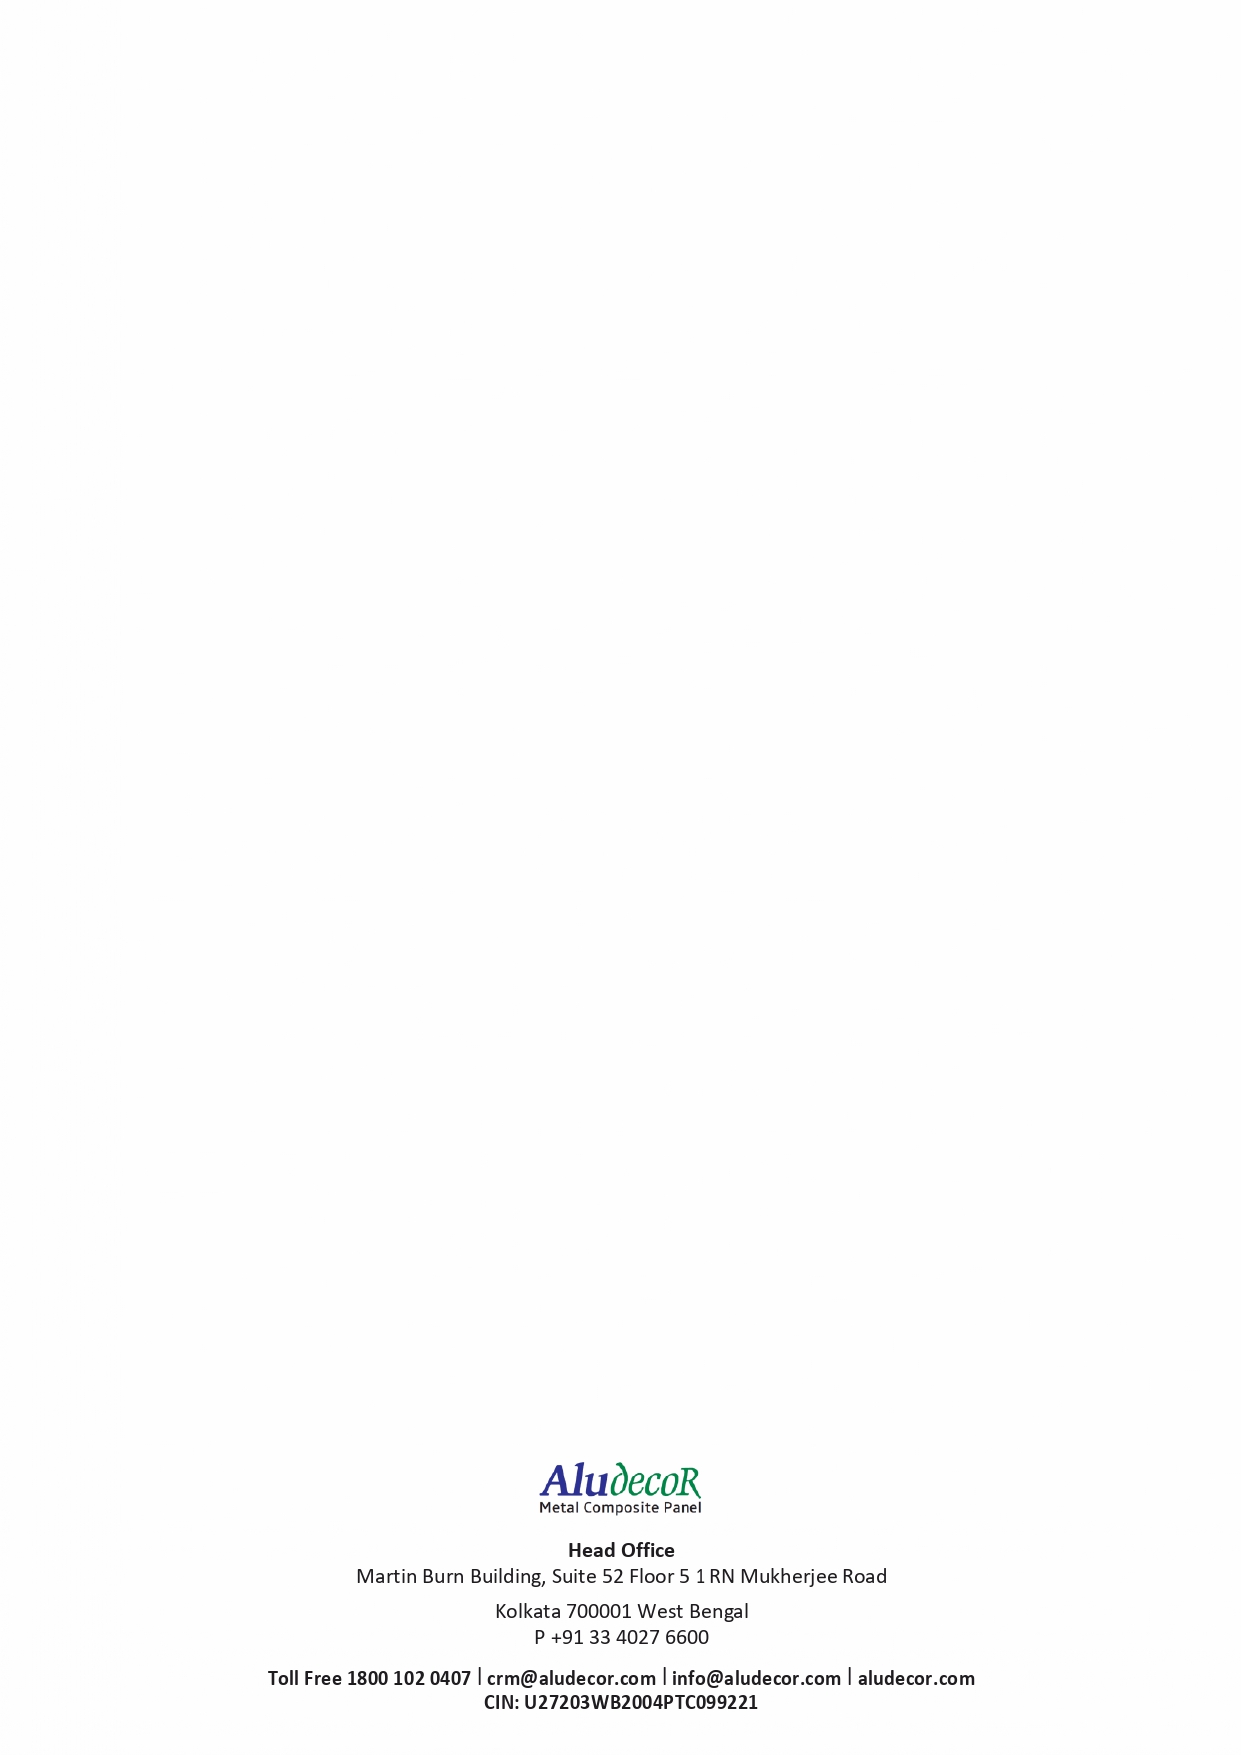 AludecoR
Metal Composite Panel
Head Office
Martin Burn Building, Suite 52 Floor 5 1 RN Mukherjee Road
Kolkata 700001 West Bengal
P +91 33 4027 6600
Toll Free 1800 102 0407 | crm@aludecor.com | info@aludecor.com | aludecor.com
CIN: U27203WB2004PTC099221